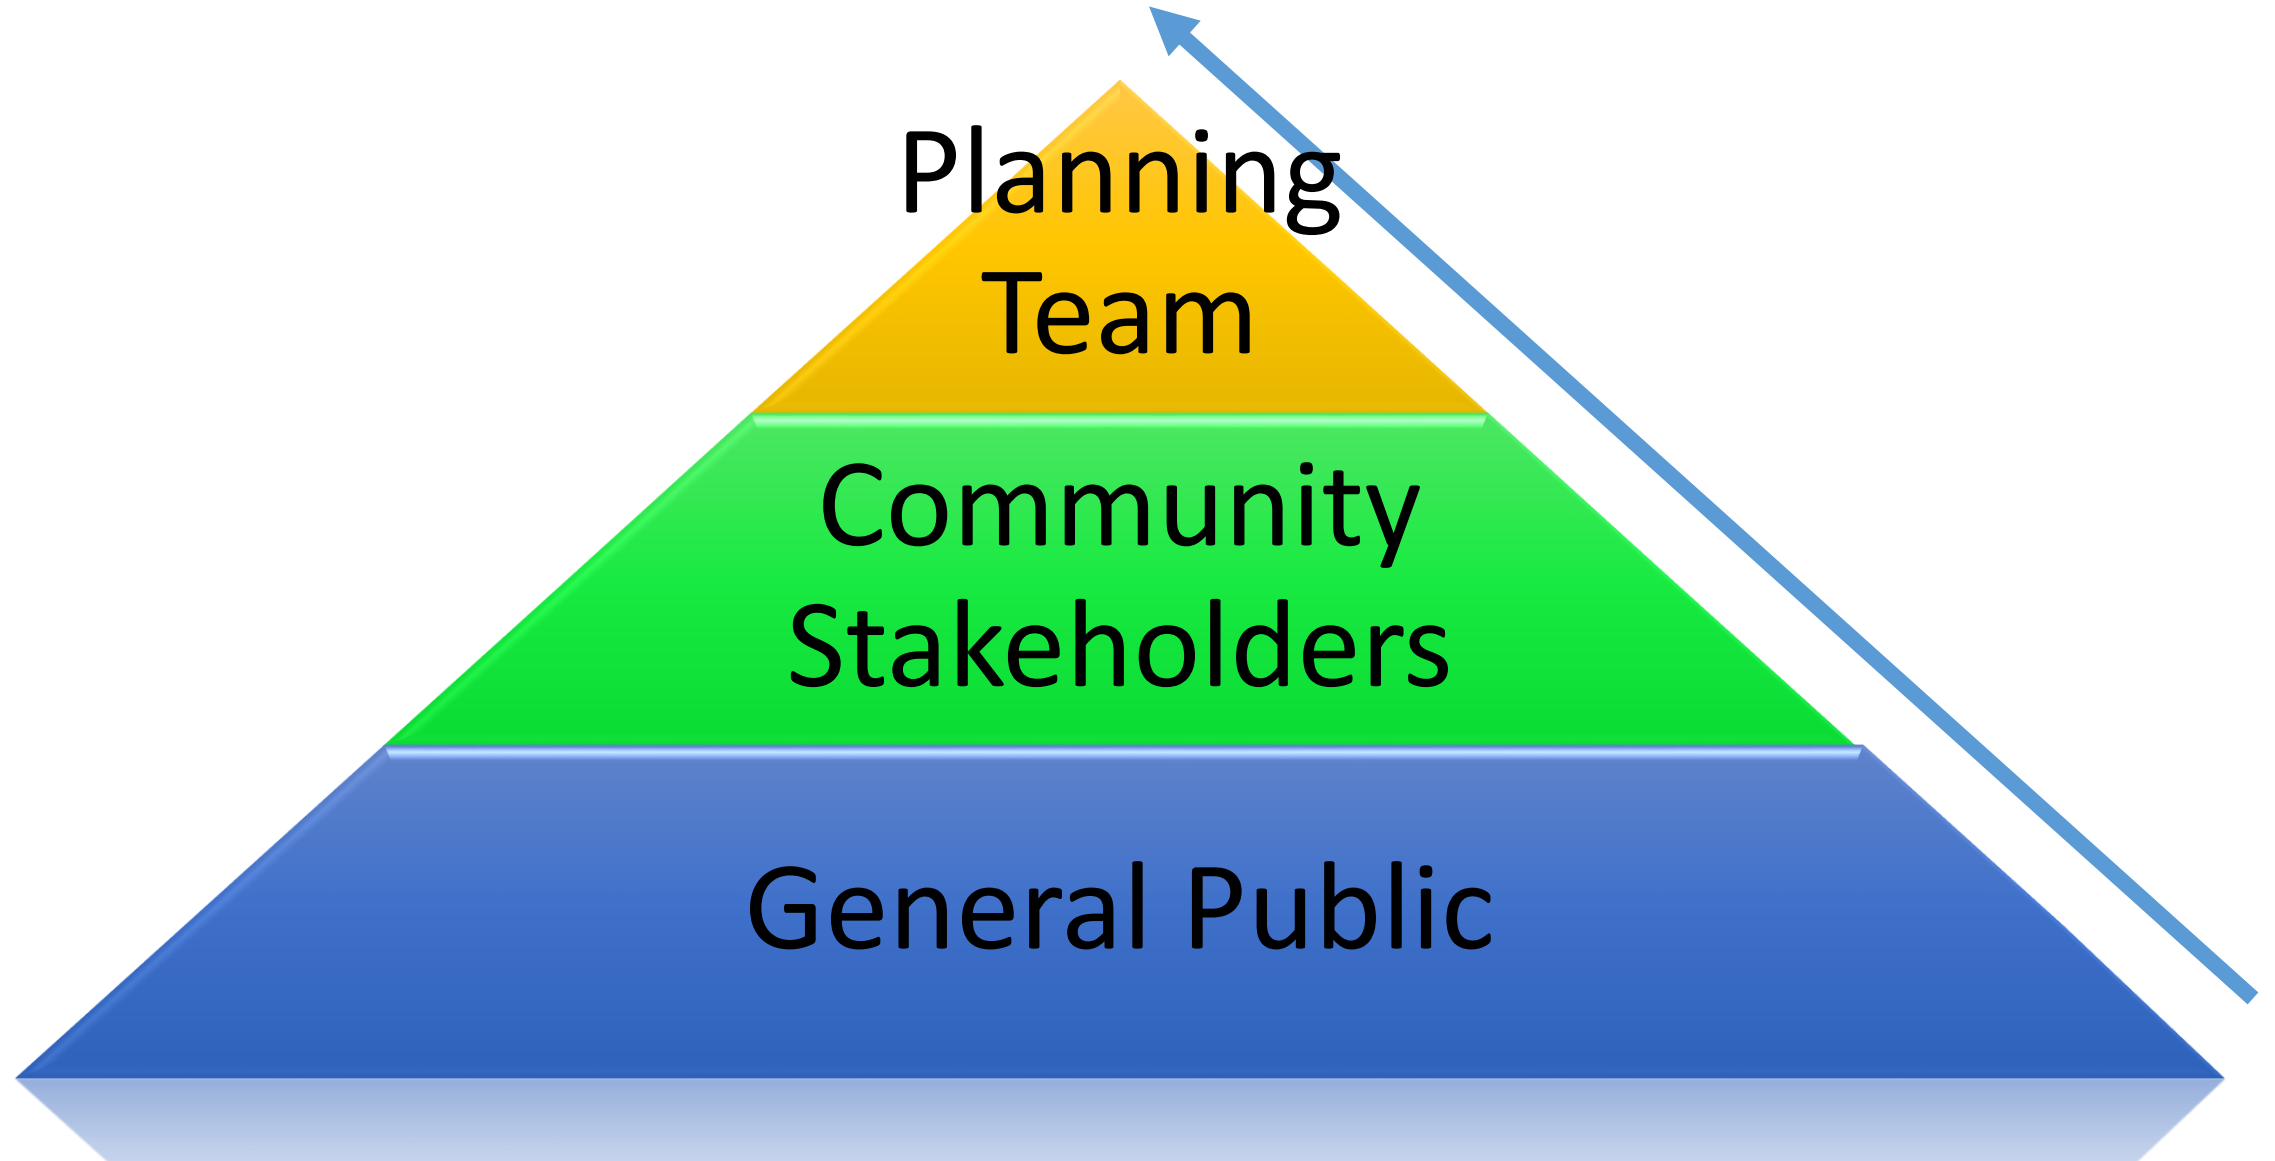 Planning
Team
Community
Stakeholders
General Public